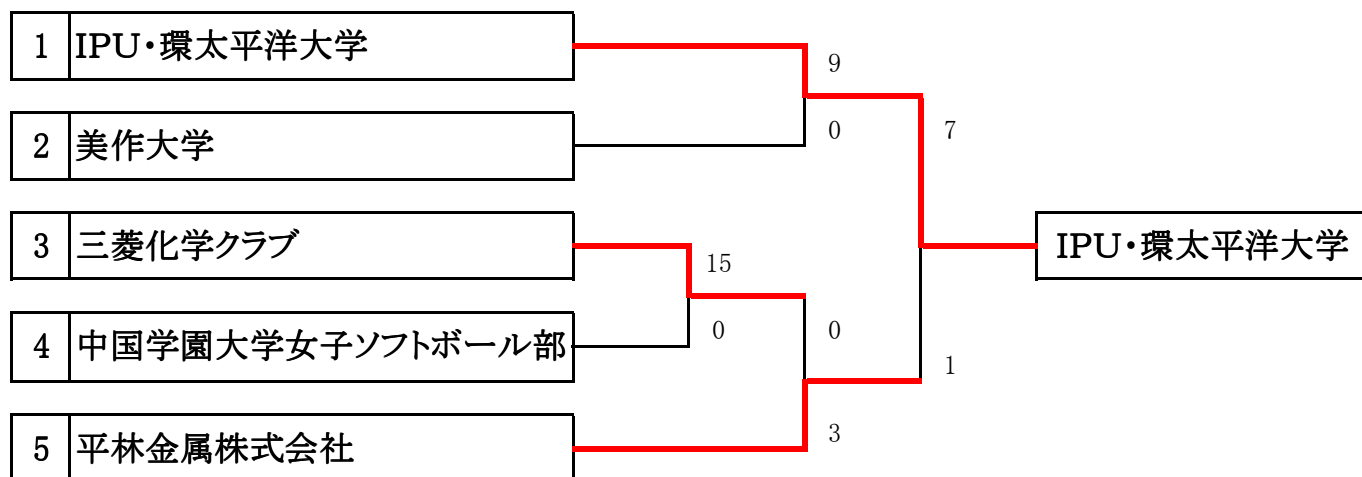 1 IPU・環太平洋大学
9
0
7
2 美作大学
3 三菱化学クラブ
15
0
IPU・環太平洋大学
4 中国学園大学女子ソフトボール部
0
1
5 平林金属株式会社
3